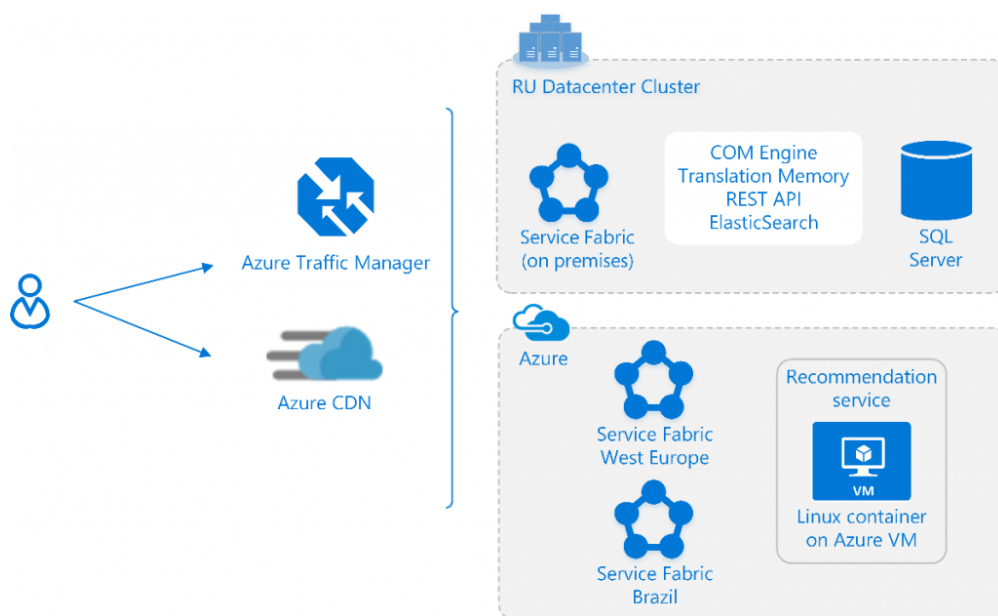 RU Datacenter Cluster
COM Engine
Translation Memory
REST API
ElasticSearch
Service Fabric
(on premises)
SQL
Server
Azure Traffic Manager
Azure CDN
Azure
Service Fabric
West Europe
Service Fabric
Brazil
Recommendation
service
VM
Linux container
on Azure VM